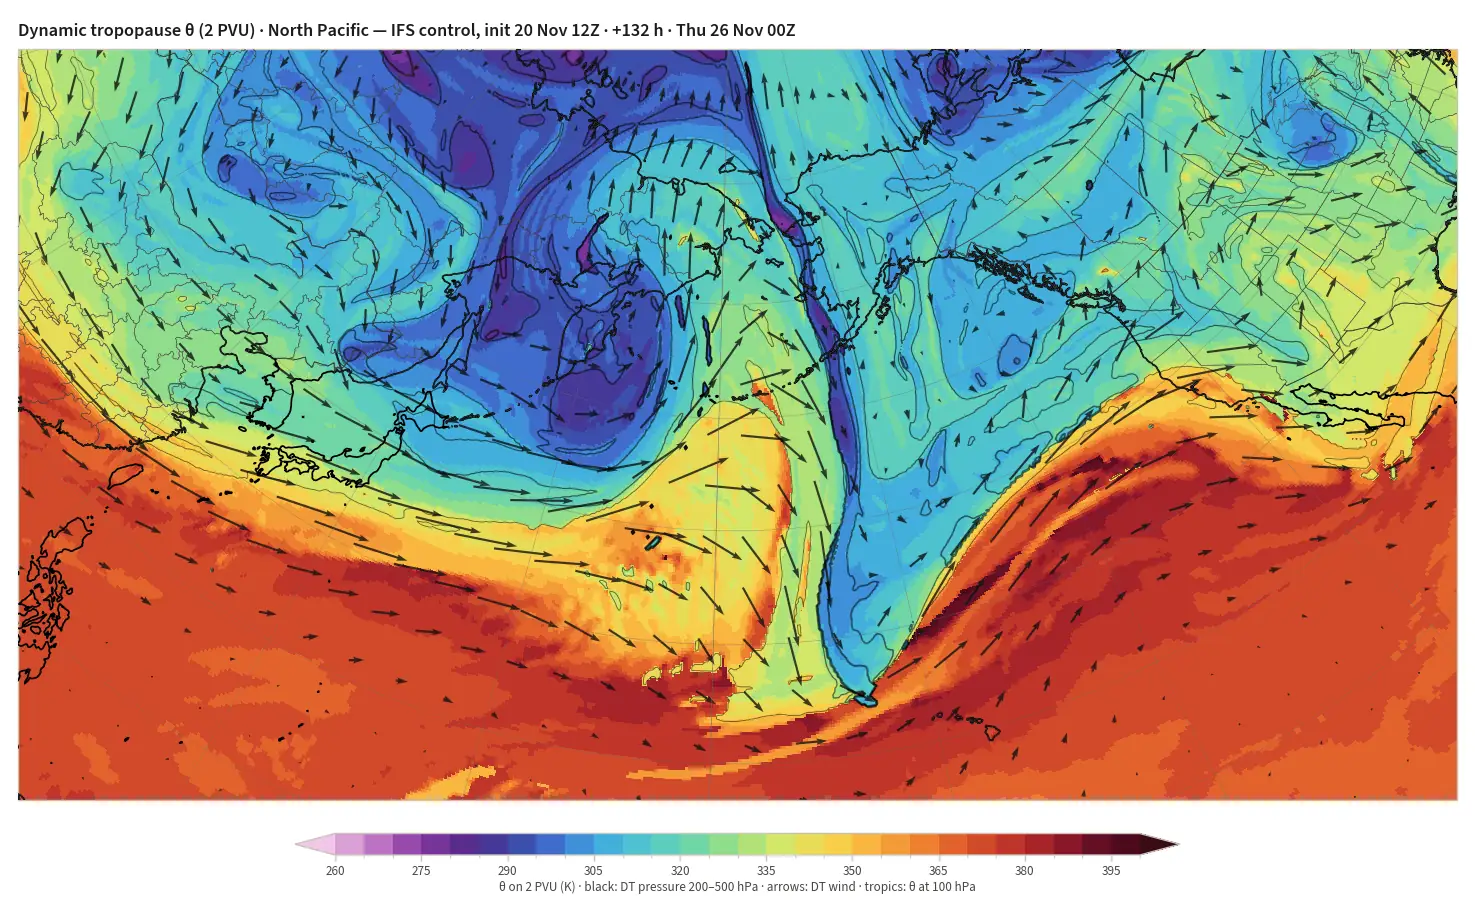 Dynamic tropopause θ (2 PVU) · North Pacific — IFS control, init 20 Nov 12Z · +132 h · Thu 26 Nov 00Z
260 275 290 305 320 335 350 365 380 395
θ on 2 PVU (K) · black: DT pressure 200–500 hPa · arrows: DT wind · tropics: θ at 100 hPa